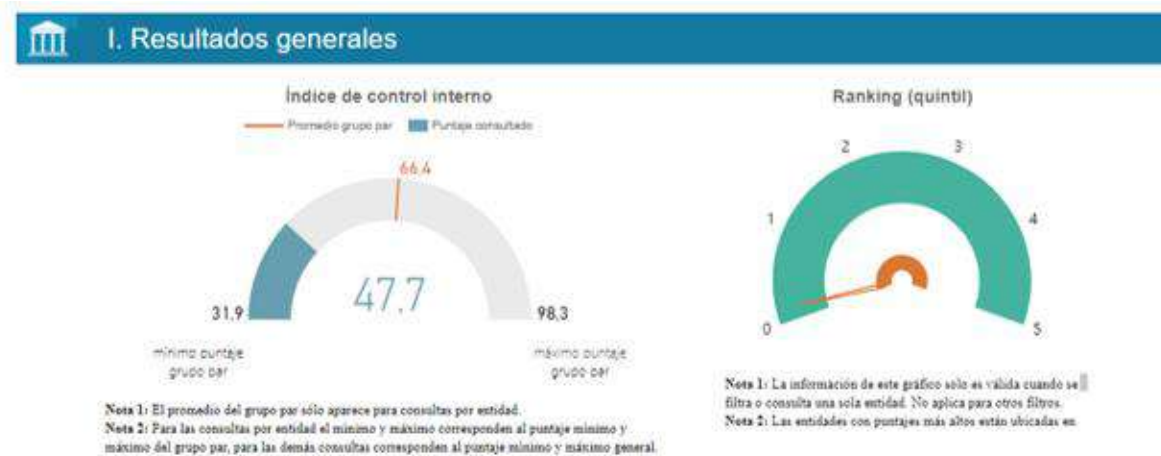 I. Resultados generales
Índice de control interno
Promedio grupo par
Puntaje consultado
66,4
47,7
31,9
98,3
mínimo puntaje
grupo par
máximo puntaje
grupo par
Nota 1: El promedio del grupo par sólo aparece para consultas por entidad.
Nota 2: Para las consultas por entidad el mínimo y máximo corresponden al puntaje mínimo y
máximo del grupo par, para las demás consultas corresponden al puntaje mínimo y máximo general.
Ranking (quintil)
0
1
2
3
4
5
Nota 1: La información de este gráfico solo es válida cuando se
filtra o consulta una sola entidad. No aplica para otros filtros.
Nota 2: Las entidades con puntajes más altos están ubicadas en